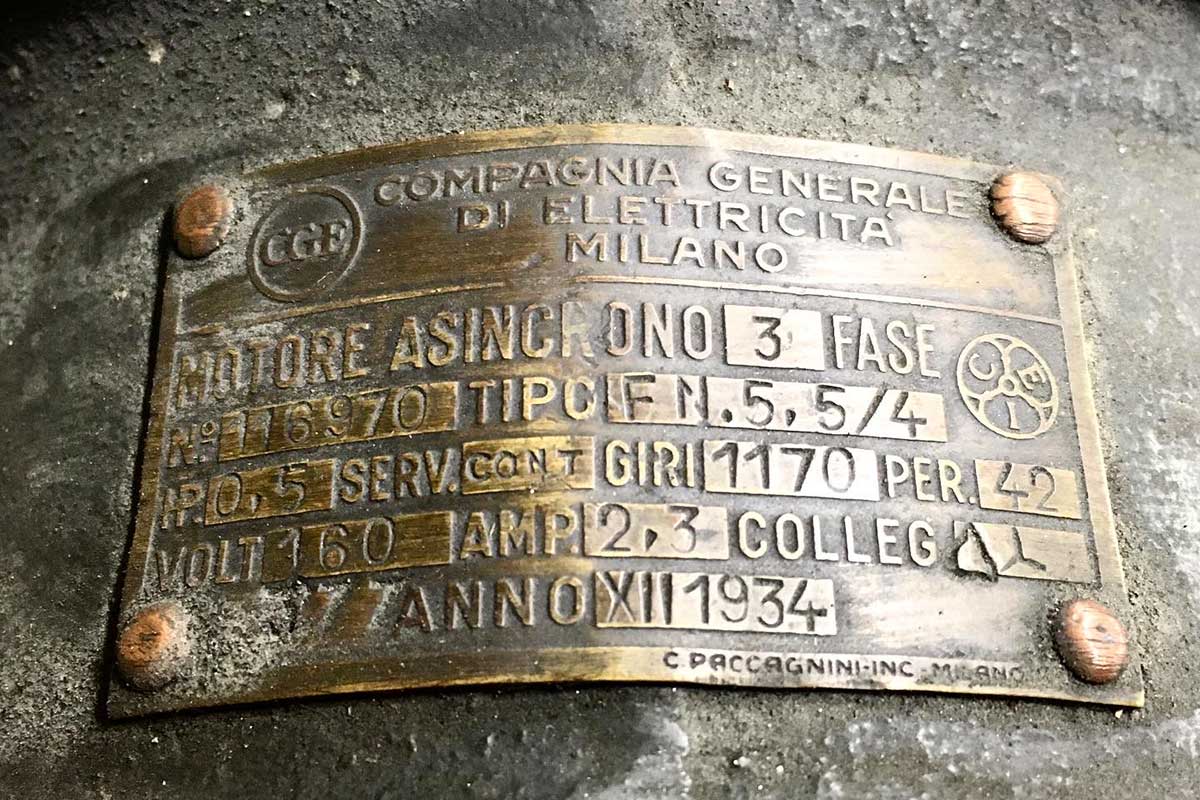 CGE
COMPAGNIA GENERALE
DI ELETTRICITÀ
MILANO
MOTORE ASINCRONO 3 FASE
CEI
Nº 116970 TIPO FN.5,5/4
HP. 0,5 SERV. CONT GIRI 1170 PER. 42
VOLT 160 AMP. 2,3 COLLEG
ANNO XII 1934
C. PACCAGNINI-INC. MILANO